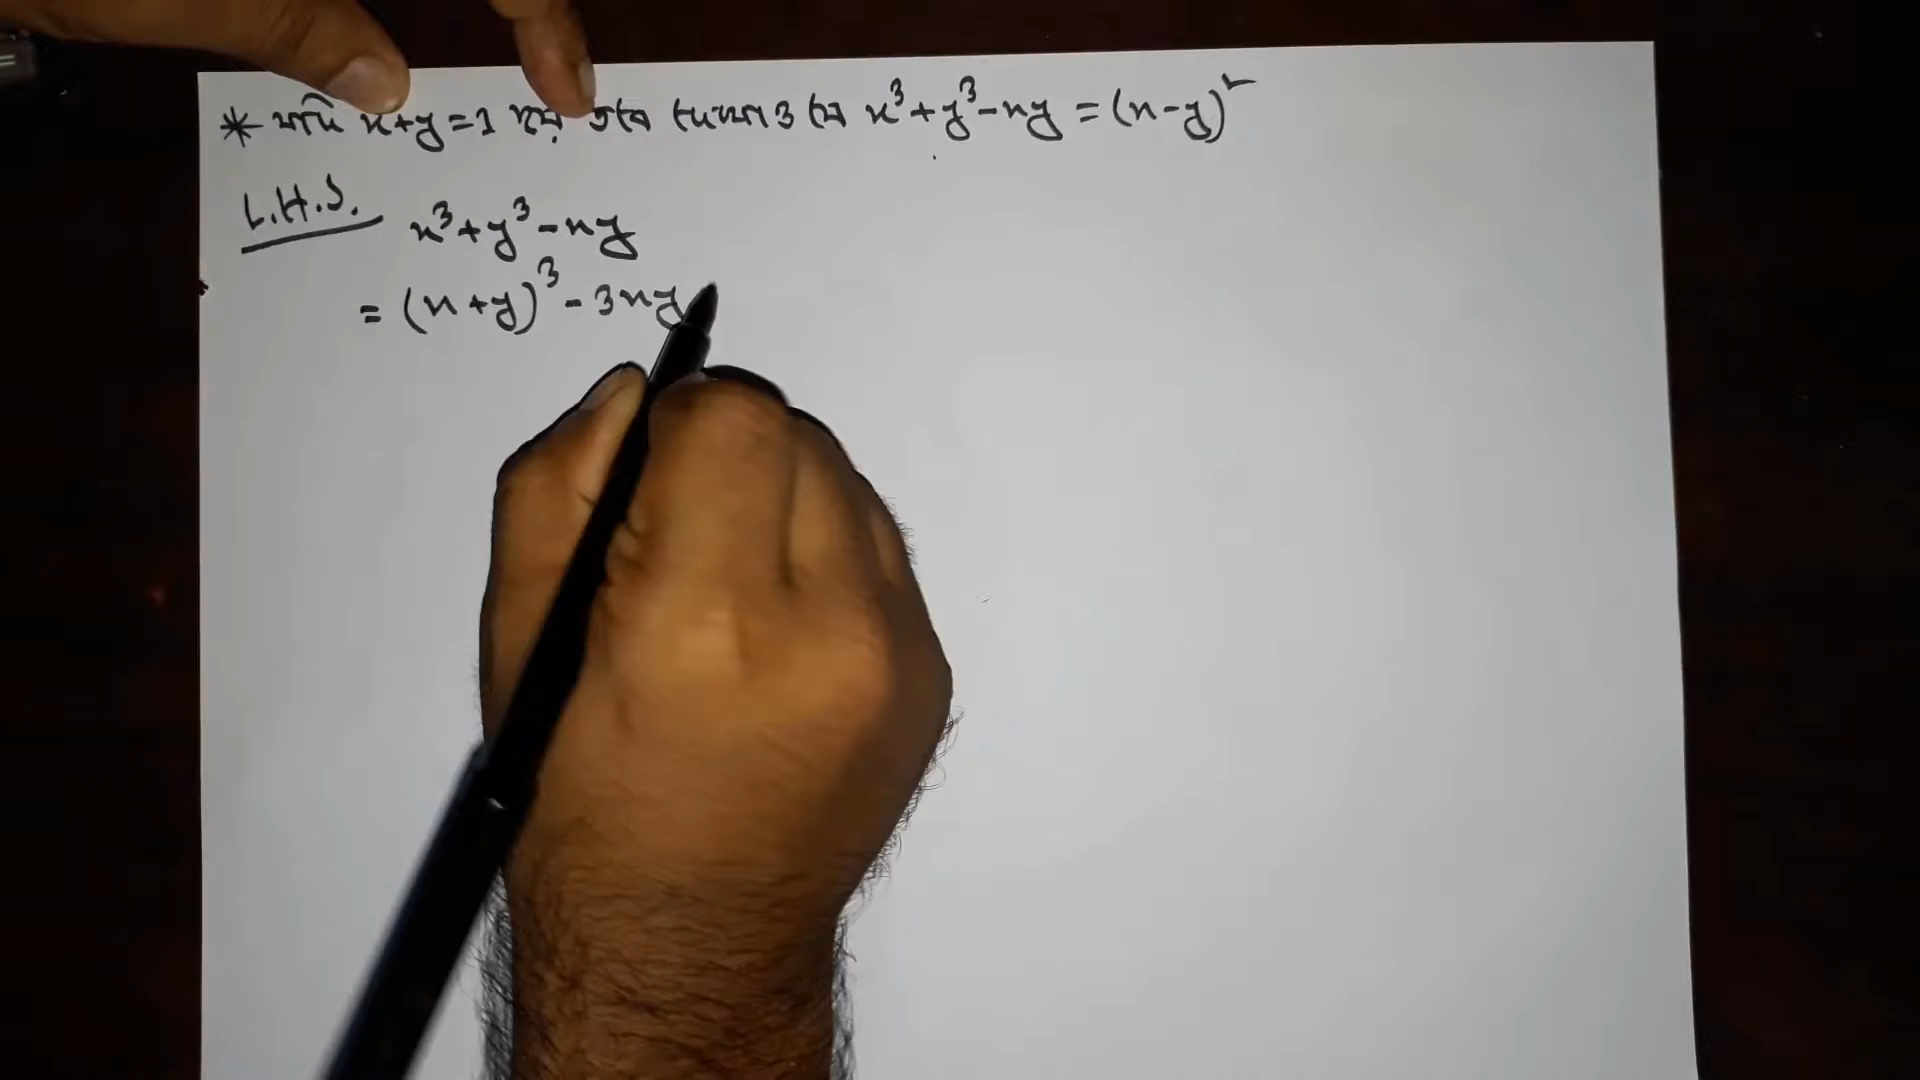 * যদি x+y=1 হয় তবে দেখাও যে x³+y³-xy = (x-y)²
L.H.S. x³+y³-xy
= (x+y)³-3xy